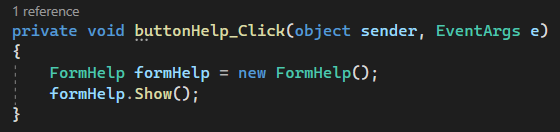 1 reference
private void buttonHelp_Click(object sender, EventArgs e)
{
    FormHelp formHelp = new FormHelp();
    formHelp.Show();
}